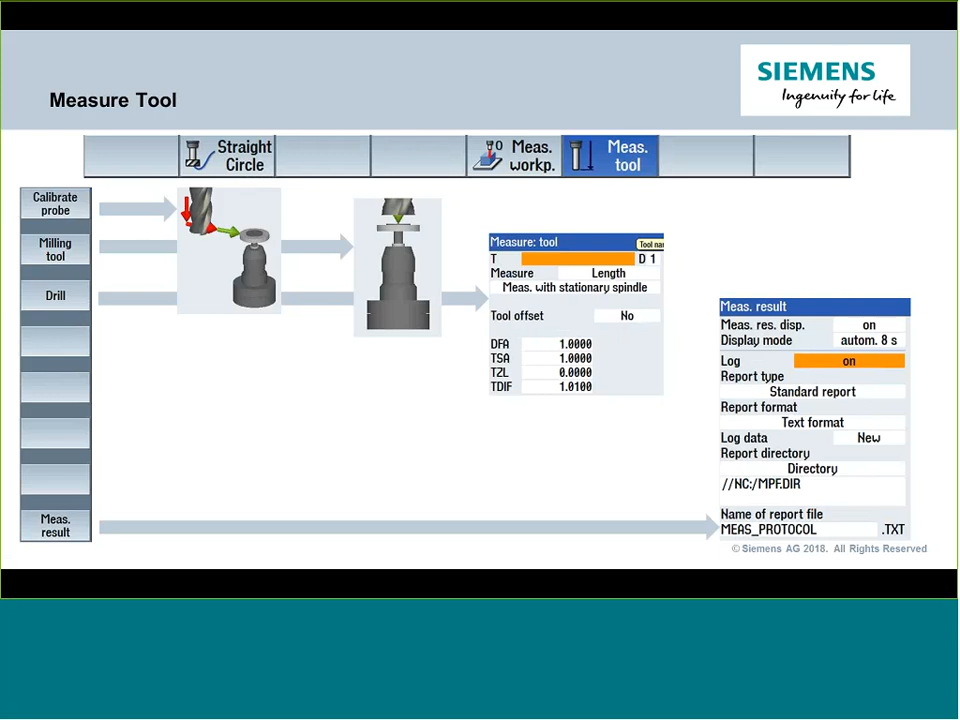 SIEMENS
Ingenuity for life
Measure Tool
Straight
Circle
Meas.
workp.
Meas.
tool
Calibrate
probe
Milling
tool
Drill
Meas.
result
Measure: tool
Tool nam
T D 1
Measure Length
Meas. with stationary spindle
Tool offset No
DFA 1.0000
TSA 1.0000
TZL 0.0000
TDIF 1.0100
Meas. result
Meas. res. disp. on
Display mode autom. 8 s
Log on
Report type
Standard report
Report format
Text format
Log data New
Report directory
Directory
//NC:/MPF.DIR
Name of report file
MEAS_PROTOCOL .TXT
© Siemens AG 2018. All Rights Reserved